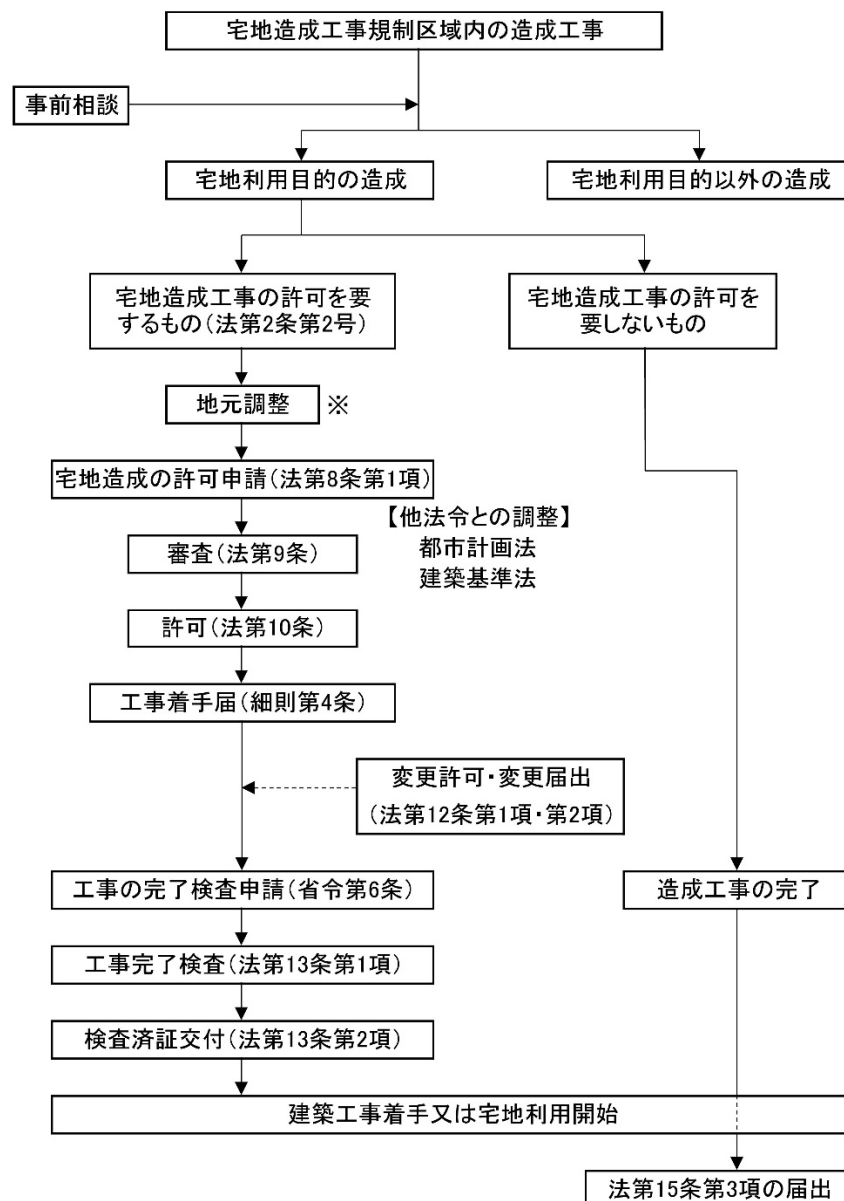 宅地造成工事規制区域内の造成工事
事前相談
宅地利用目的の造成
宅地利用目的以外の造成
宅地造成工事の許可を要
するもの(法第2条第2号)
宅地造成工事の許可を
要しないもの
地元調整 ※
宅地造成の許可申請(法第8条第1項)
【他法令との調整】
都市計画法
建築基準法
審査(法第9条)
許可(法第10条)
工事着手届(細則第4条)
変更許可・変更届出
(法第12条第1項・第2項)
工事の完了検査申請(省令第6条)
造成工事の完了
工事完了検査(法第13条第1項)
検査済証交付(法第13条第2項)
建築工事着手又は宅地利用開始
法第15条第3項の届出